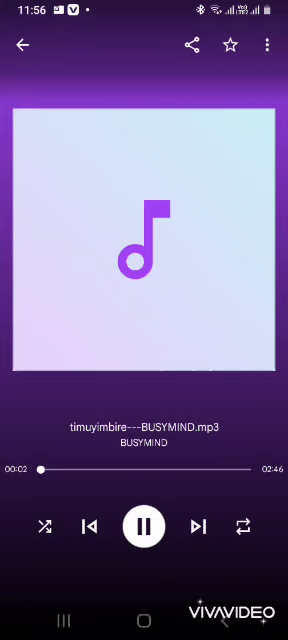 11:56
timuyimbire---BUSYMIND.mp3
BUSYMIND
00:02
02:46
VIVAVIDEO